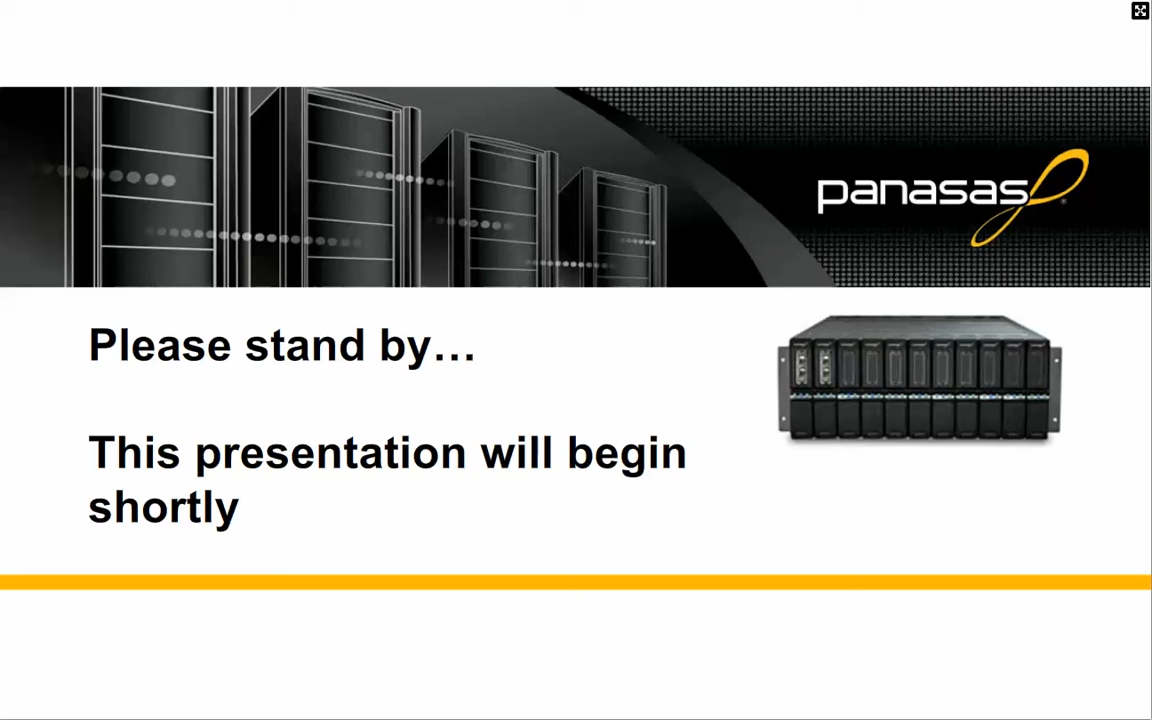 panasas
Please stand by…
This presentation will begin
shortly